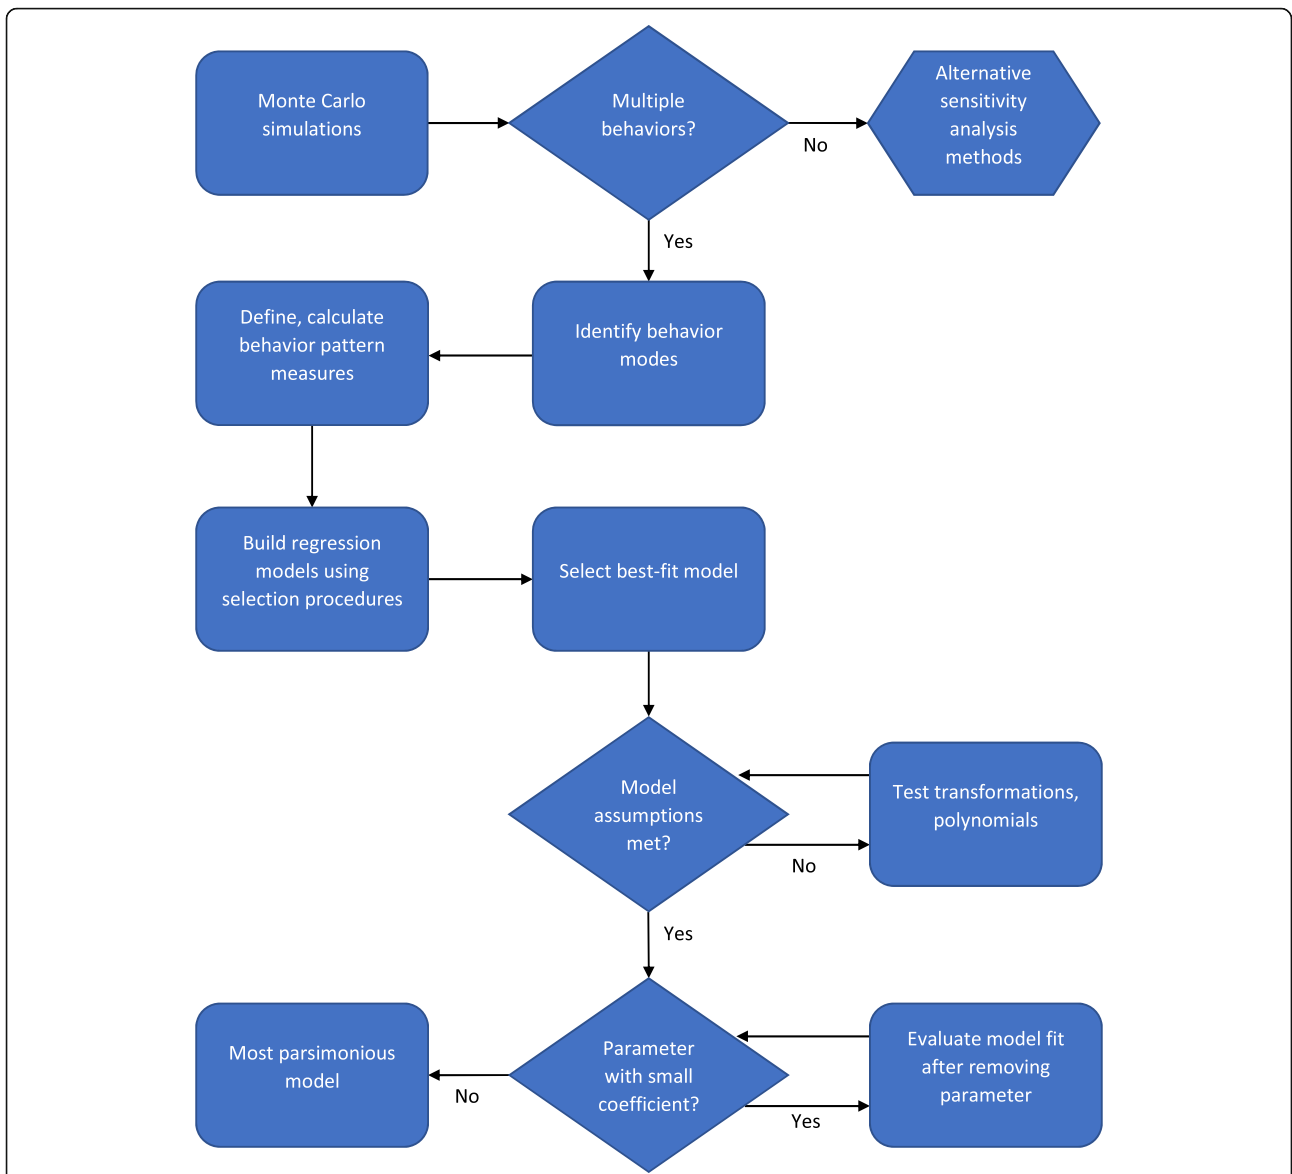 Monte Carlo
simulations
Multiple
behaviors?
No
Alternative
sensitivity
analysis
methods
Yes
Define, calculate
behavior pattern
measures
Identify behavior
modes
Build regression
models using
selection procedures
Select best-fit model
Model
assumptions
met?
No
Test transformations,
polynomials
Yes
Most parsimonious
model
No
Parameter
with small
coefficient?
Yes
Evaluate model fit
after removing
parameter